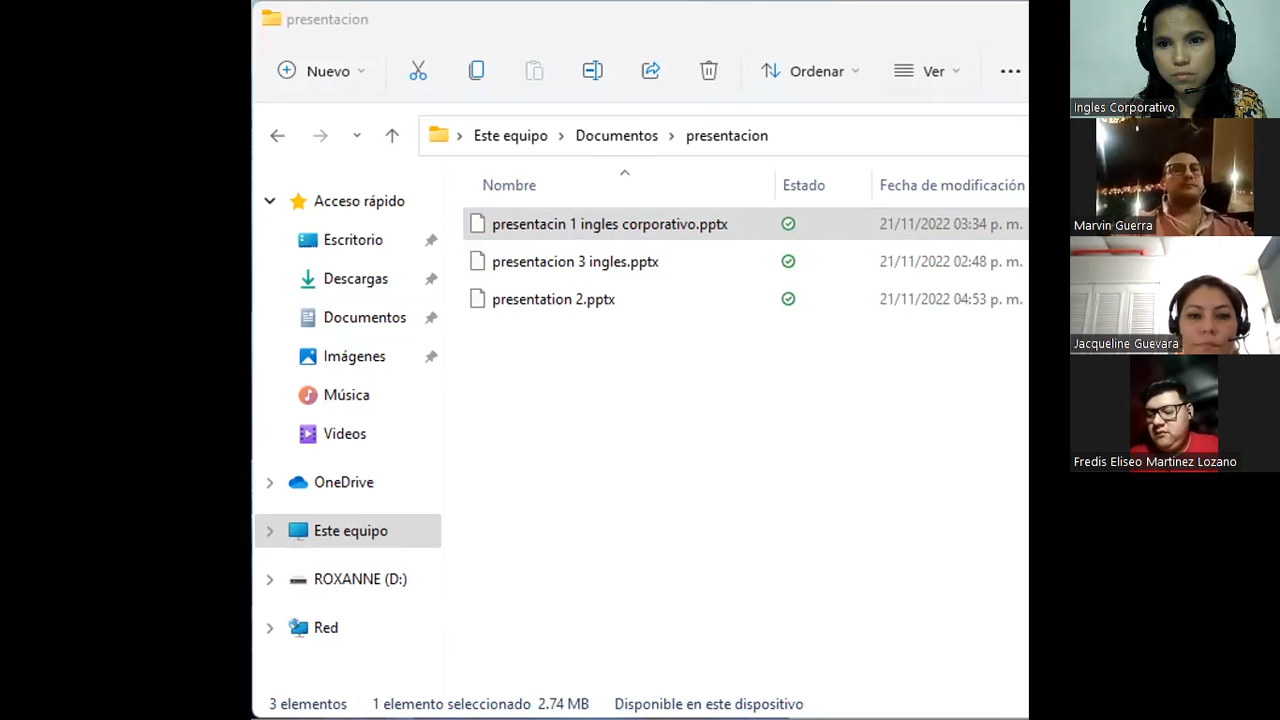 presentacion
Nuevo
Ordenar
Ver
Este equipo > Documentos > presentacion
Nombre Estado Fecha de modificación
presentacin 1 ingles corporativo.pptx 21/11/2022 03:34 p. m.
presentacion 3 ingles.pptx 21/11/2022 02:48 p. m.
presentation 2.pptx 21/11/2022 04:53 p. m.
Acceso rápido
Escritorio
Descargas
Documentos
Imágenes
Música
Videos
OneDrive
Este equipo
ROXANNE (D:)
Red
3 elementos 1 elemento seleccionado 2.74 MB Disponible en este dispositivo
Ingles Corporativo
Marvin Guerra
Jacqueline Guevara
Fredis Eliseo Martinez Lozano